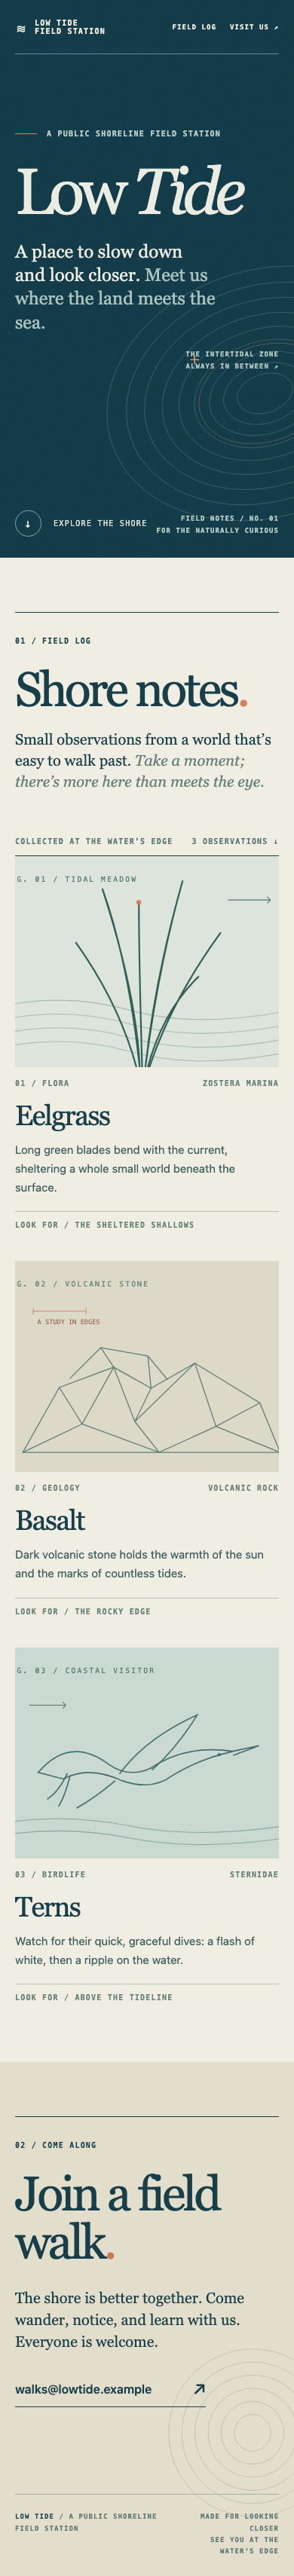 ≋ LOW TIDE
FIELD STATION
FIELD LOG VISIT US ↗
A PUBLIC SHORELINE FIELD STATION
Low Tide
A place to slow down
and look closer. Meet us
where the land meets the
sea.
THE INTERTIDAL ZONE
ALWAYS IN BETWEEN ↗
↓ EXPLORE THE SHORE
FIELD NOTES / NO. 01
FOR THE NATURALLY CURIOUS
01 / FIELD LOG
Shore notes.
Small observations from a world that’s
easy to walk past. Take a moment;
there’s more here than meets the eye.
COLLECTED AT THE WATER’S EDGE 3 OBSERVATIONS ↓
G. 01 / TIDAL MEADOW
01 / FLORA ZOSTERA MARINA
Eelgrass
Long green blades bend with the current,
sheltering a whole small world beneath the
surface.
LOOK FOR / THE SHELTERED SHALLOWS
G. 02 / VOLCANIC STONE
A STUDY IN EDGES
02 / GEOLOGY VOLCANIC ROCK
Basalt
Dark volcanic stone holds the warmth of the sun
and the marks of countless tides.
LOOK FOR / THE ROCKY EDGE
G. 03 / COASTAL VISITOR
03 / BIRDLIFE STERNIDAE
Terns
Watch for their quick, graceful dives: a flash of
white, then a ripple on the water.
LOOK FOR / ABOVE THE TIDELINE
02 / COME ALONG
Join a field
walk.
The shore is better together. Come
wander, notice, and learn with us.
Everyone is welcome.
walks@lowtide.example ↗
LOW TIDE / A PUBLIC SHORELINE
FIELD STATION
MADE FOR LOOKING
CLOSER
SEE YOU AT THE
WATER’S EDGE